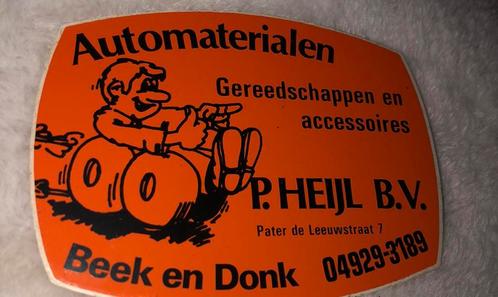 Automaterialen
Gereedschappen en
accessoires
P. HEIJL B.V.
Pater de Leeuwstraat 7
Beek en Donk 04929-3189